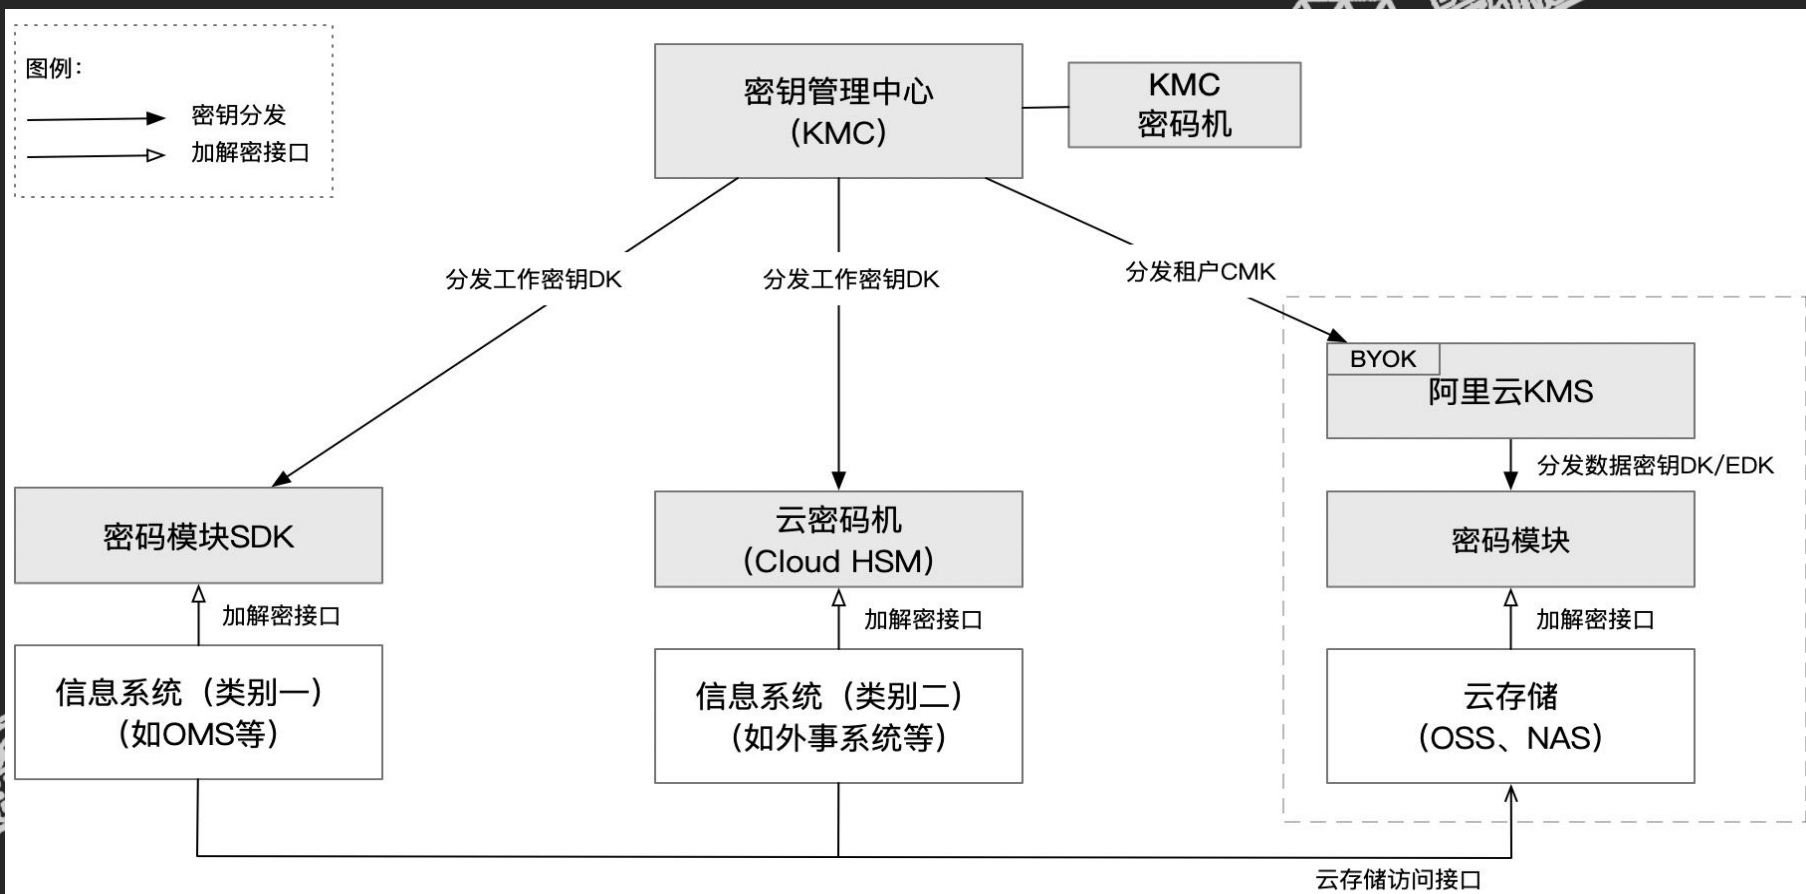 图例：
密钥分发
加解密接口
密钥管理中心
（KMC）
KMC
密码机
分发工作密钥DK
分发工作密钥DK
分发租户CMK
BYOK
阿里云KMS
分发数据密钥DK/EDK
密码模块SDK
云密码机
（Cloud HSM）
密码模块
加解密接口
加解密接口
加解密接口
信息系统（类别一）
（如OMS等）
信息系统（类别二）
（如外事系统等）
云存储
（OSS、NAS）
云存储访问接口